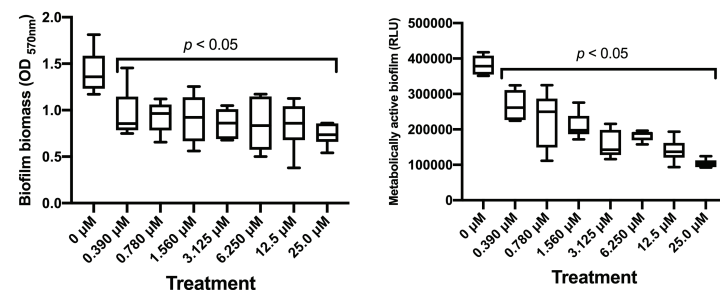 Biofilm biomass (OD 570nm)
2.0
1.5
1.0
0.5
0.0
p < 0.05
0 µM
0.390 µM
0.780 µM
1.560 µM
3.125 µM
6.250 µM
12.5 µM
25.0 µM
Treatment
Metabolically active biofilm (RLU)
500000
400000
300000
200000
100000
0
p < 0.05
0 µM
0.390 µM
0.780 µM
1.560 µM
3.125 µM
6.250 µM
12.5 µM
25.0 µM
Treatment